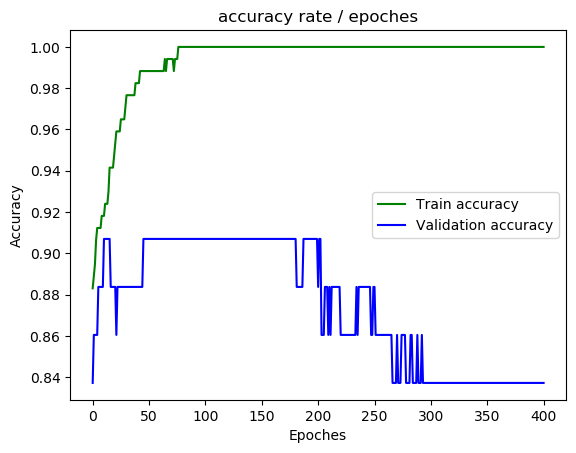 accuracy rate / epoches
1.00
0.98
0.96
0.94
0.92
0.90
0.88
0.86
0.84
Accuracy
Train accuracy
Validation accuracy
0 50 100 150 200 250 300 350 400
Epoches